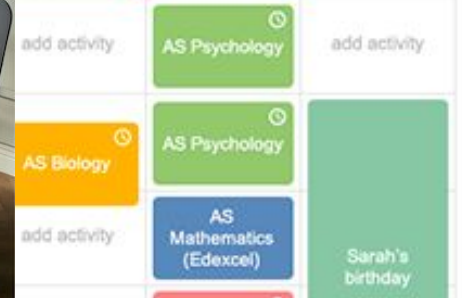 add activity
AS Psychology
add activity
AS Biology
AS Psychology
add activity
AS
Mathematics
(Edexcel)
Sarah's
birthday